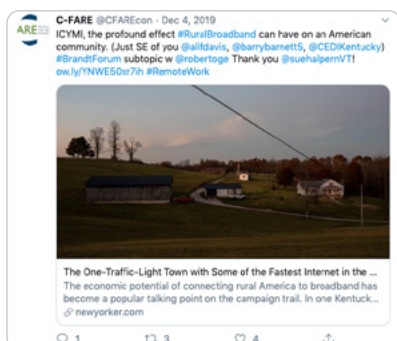 ARE
C-FARE @CFAREcon · Dec 4, 2019
ICYMI, the profound effect #RuralBroadband can have on an American
community. (Just SE of you @alifdavis, @barrybarnett5, @CEDIKentucky)
#BrandtForum subtopic w @robertoge Thank you @suehalpernVT!
#RemoteWork
The One-Traffic-Light Town with Some of the Fastest Internet in the ...
The economic potential of connecting rural America to broadband has
become a popular talking point on the campaign trail. In one Kentuck...
newyorker.com
1 3 4